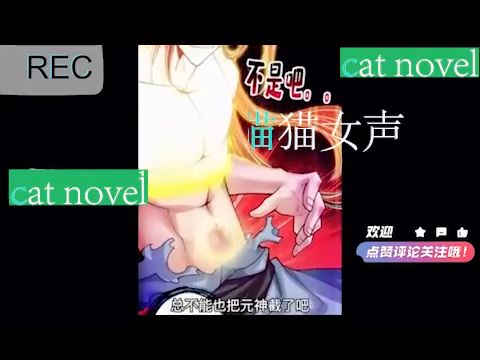 REC
不是吧。。
cat novel
喵猫女声
cat novel
欢迎
点赞评论关注哦!
总不能也把元神截了吧